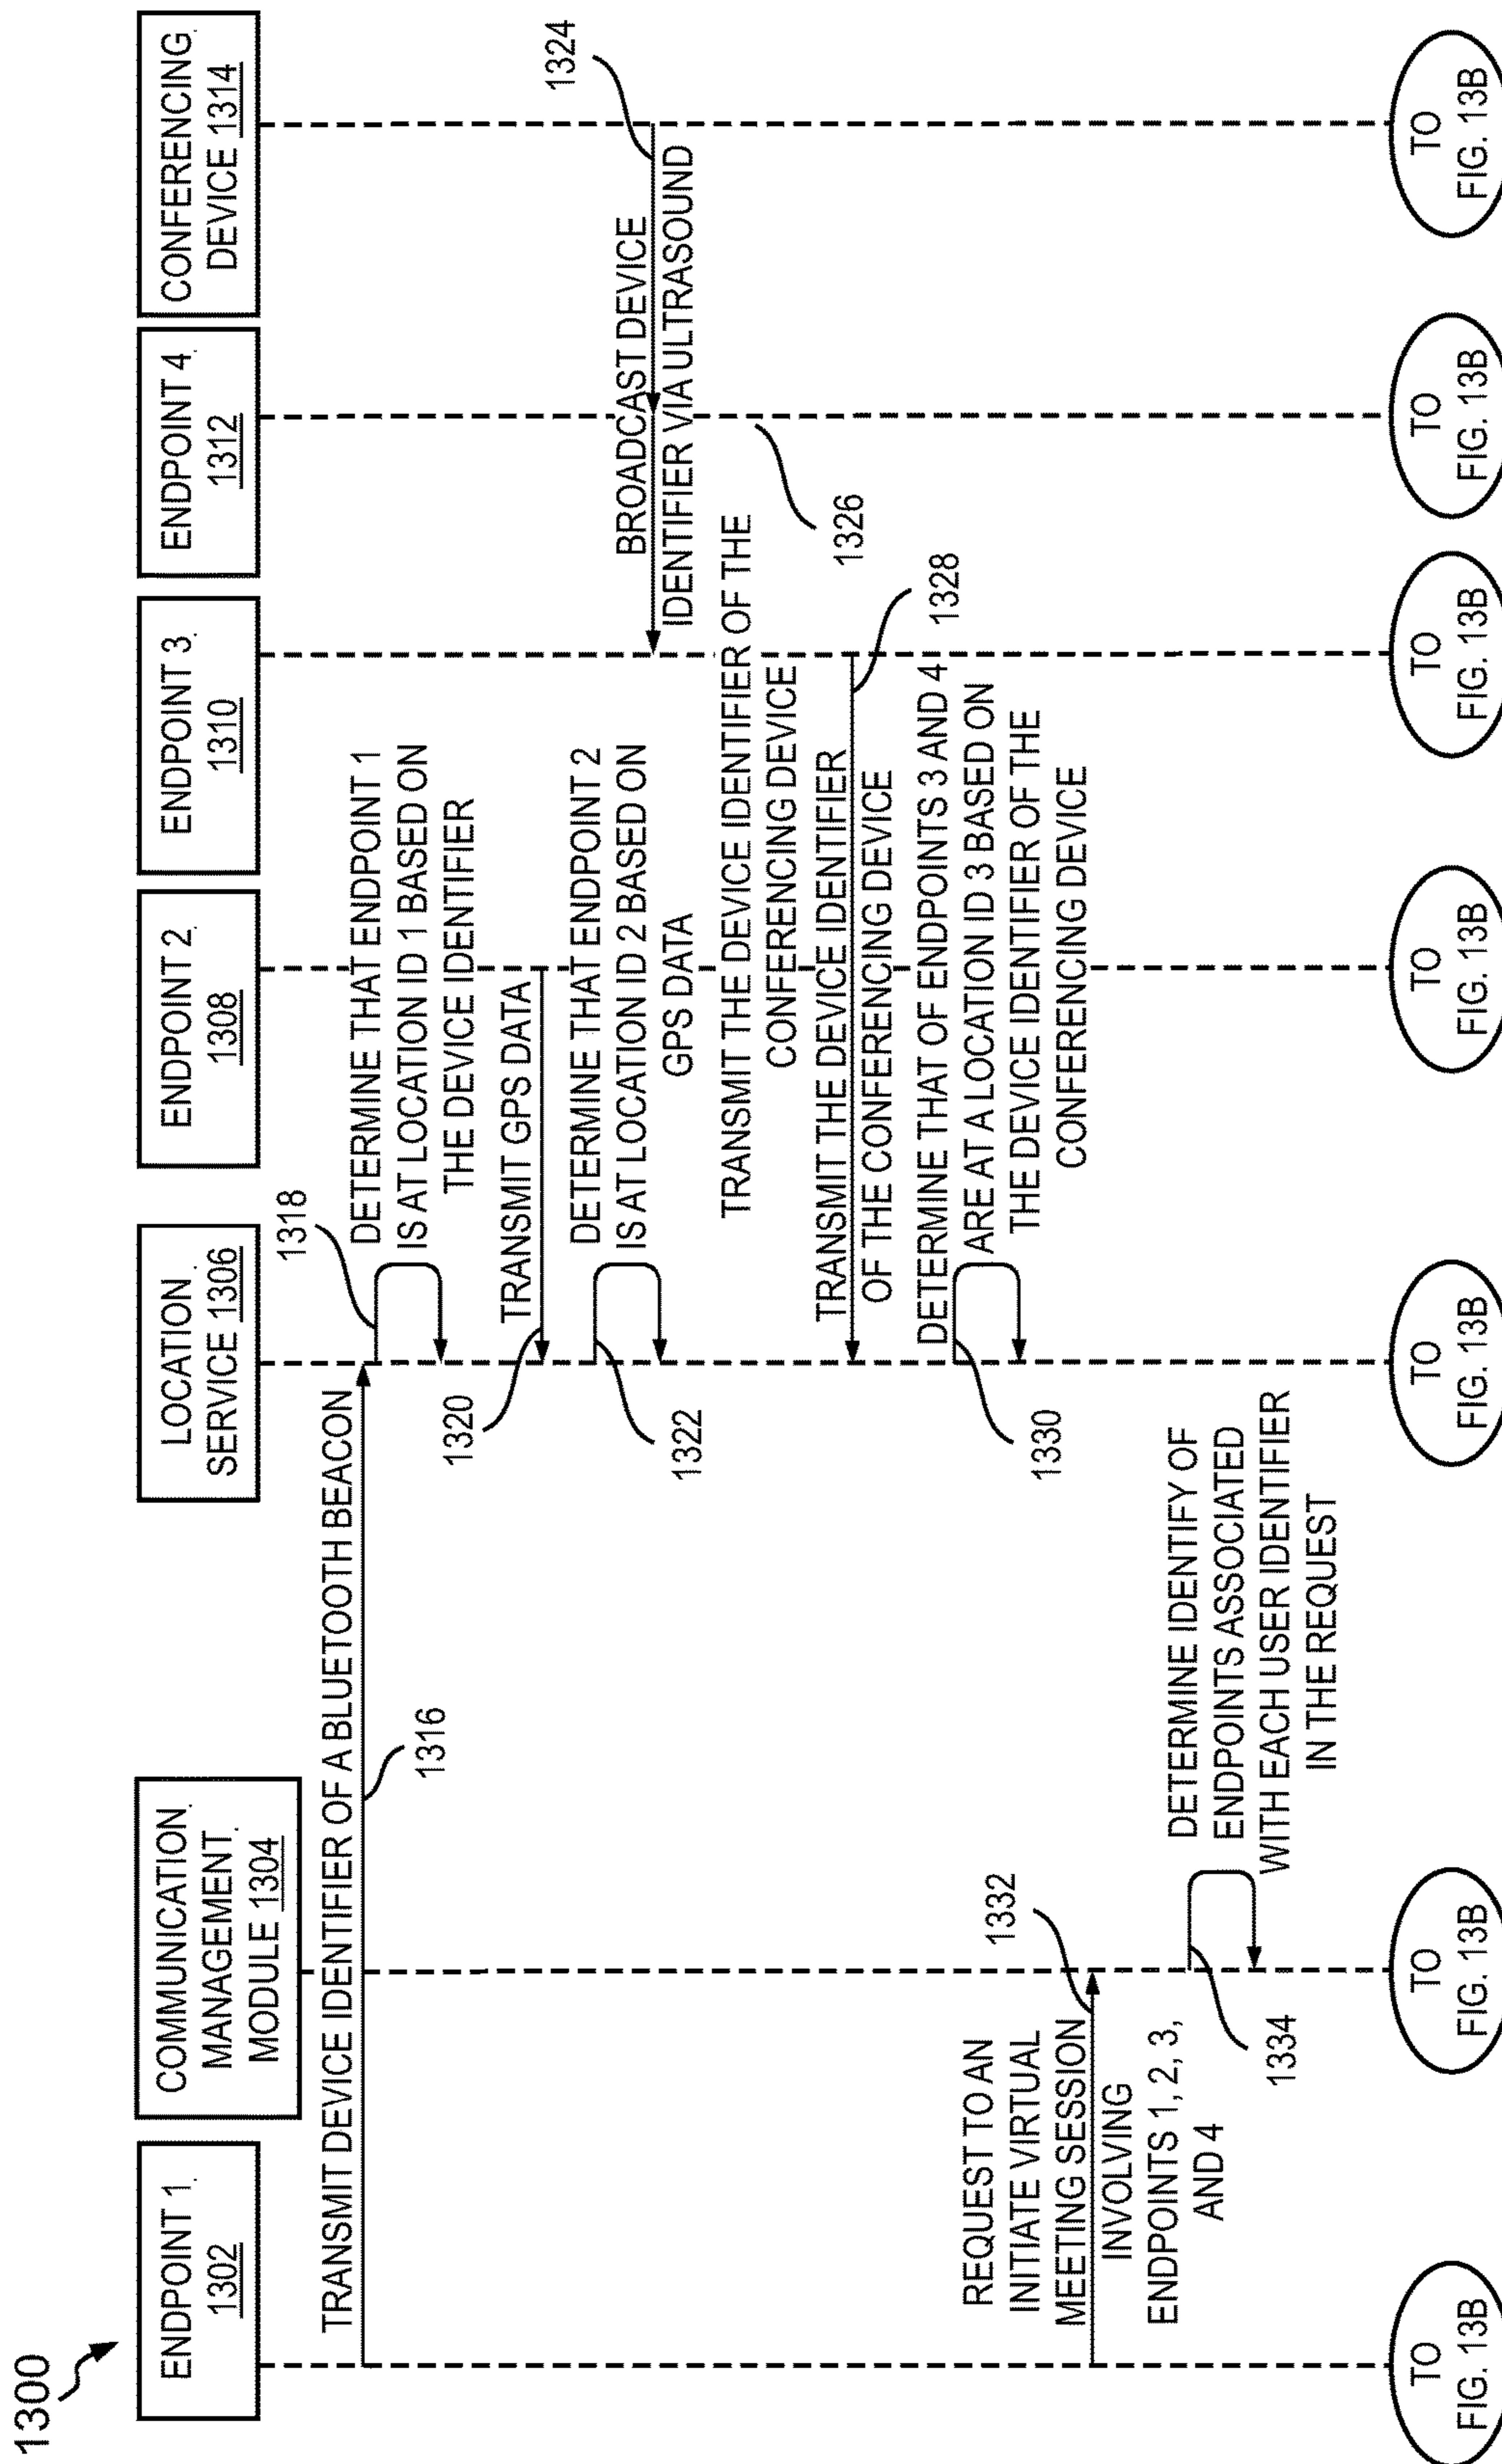 1300
ENDPOINT 1
1302
COMMUNICATION
MANAGEMENT
MODULE 1304
LOCATION
SERVICE 1306
ENDPOINT 2
1308
ENDPOINT 3
1310
ENDPOINT 4
1312
CONFERENCING
DEVICE 1314
TRANSMIT DEVICE IDENTIFIER OF A BLUETOOTH BEACON
1316
1318
DETERMINE THAT ENDPOINT 1
IS AT LOCATION ID 1 BASED ON
THE DEVICE IDENTIFIER
TRANSMIT GPS DATA
1320
DETERMINE THAT ENDPOINT 2
IS AT LOCATION ID 2 BASED ON
GPS DATA
1322
1324
BROADCAST DEVICE
IDENTIFIER VIA ULTRASOUND
1326
TRANSMIT THE DEVICE IDENTIFIER OF THE
CONFERENCING DEVICE
TRANSMIT THE DEVICE IDENTIFIER
OF THE CONFERENCING DEVICE
1328
DETERMINE THAT OF ENDPOINTS 3 AND 4
ARE AT A LOCATION ID 3 BASED ON
THE DEVICE IDENTIFIER OF THE
CONFERENCING DEVICE
1330
REQUEST TO AN
INITIATE VIRTUAL
MEETING SESSION
INVOLVING
ENDPOINTS 1, 2, 3,
AND 4
1332
DETERMINE IDENTIFY OF
ENDPOINTS ASSOCIATED
WITH EACH USER IDENTIFIER
IN THE REQUEST
1334
TO
FIG. 13B
TO
FIG. 13B
TO
FIG. 13B
TO
FIG. 13B
TO
FIG. 13B
TO
FIG. 13B
TO
FIG. 13B